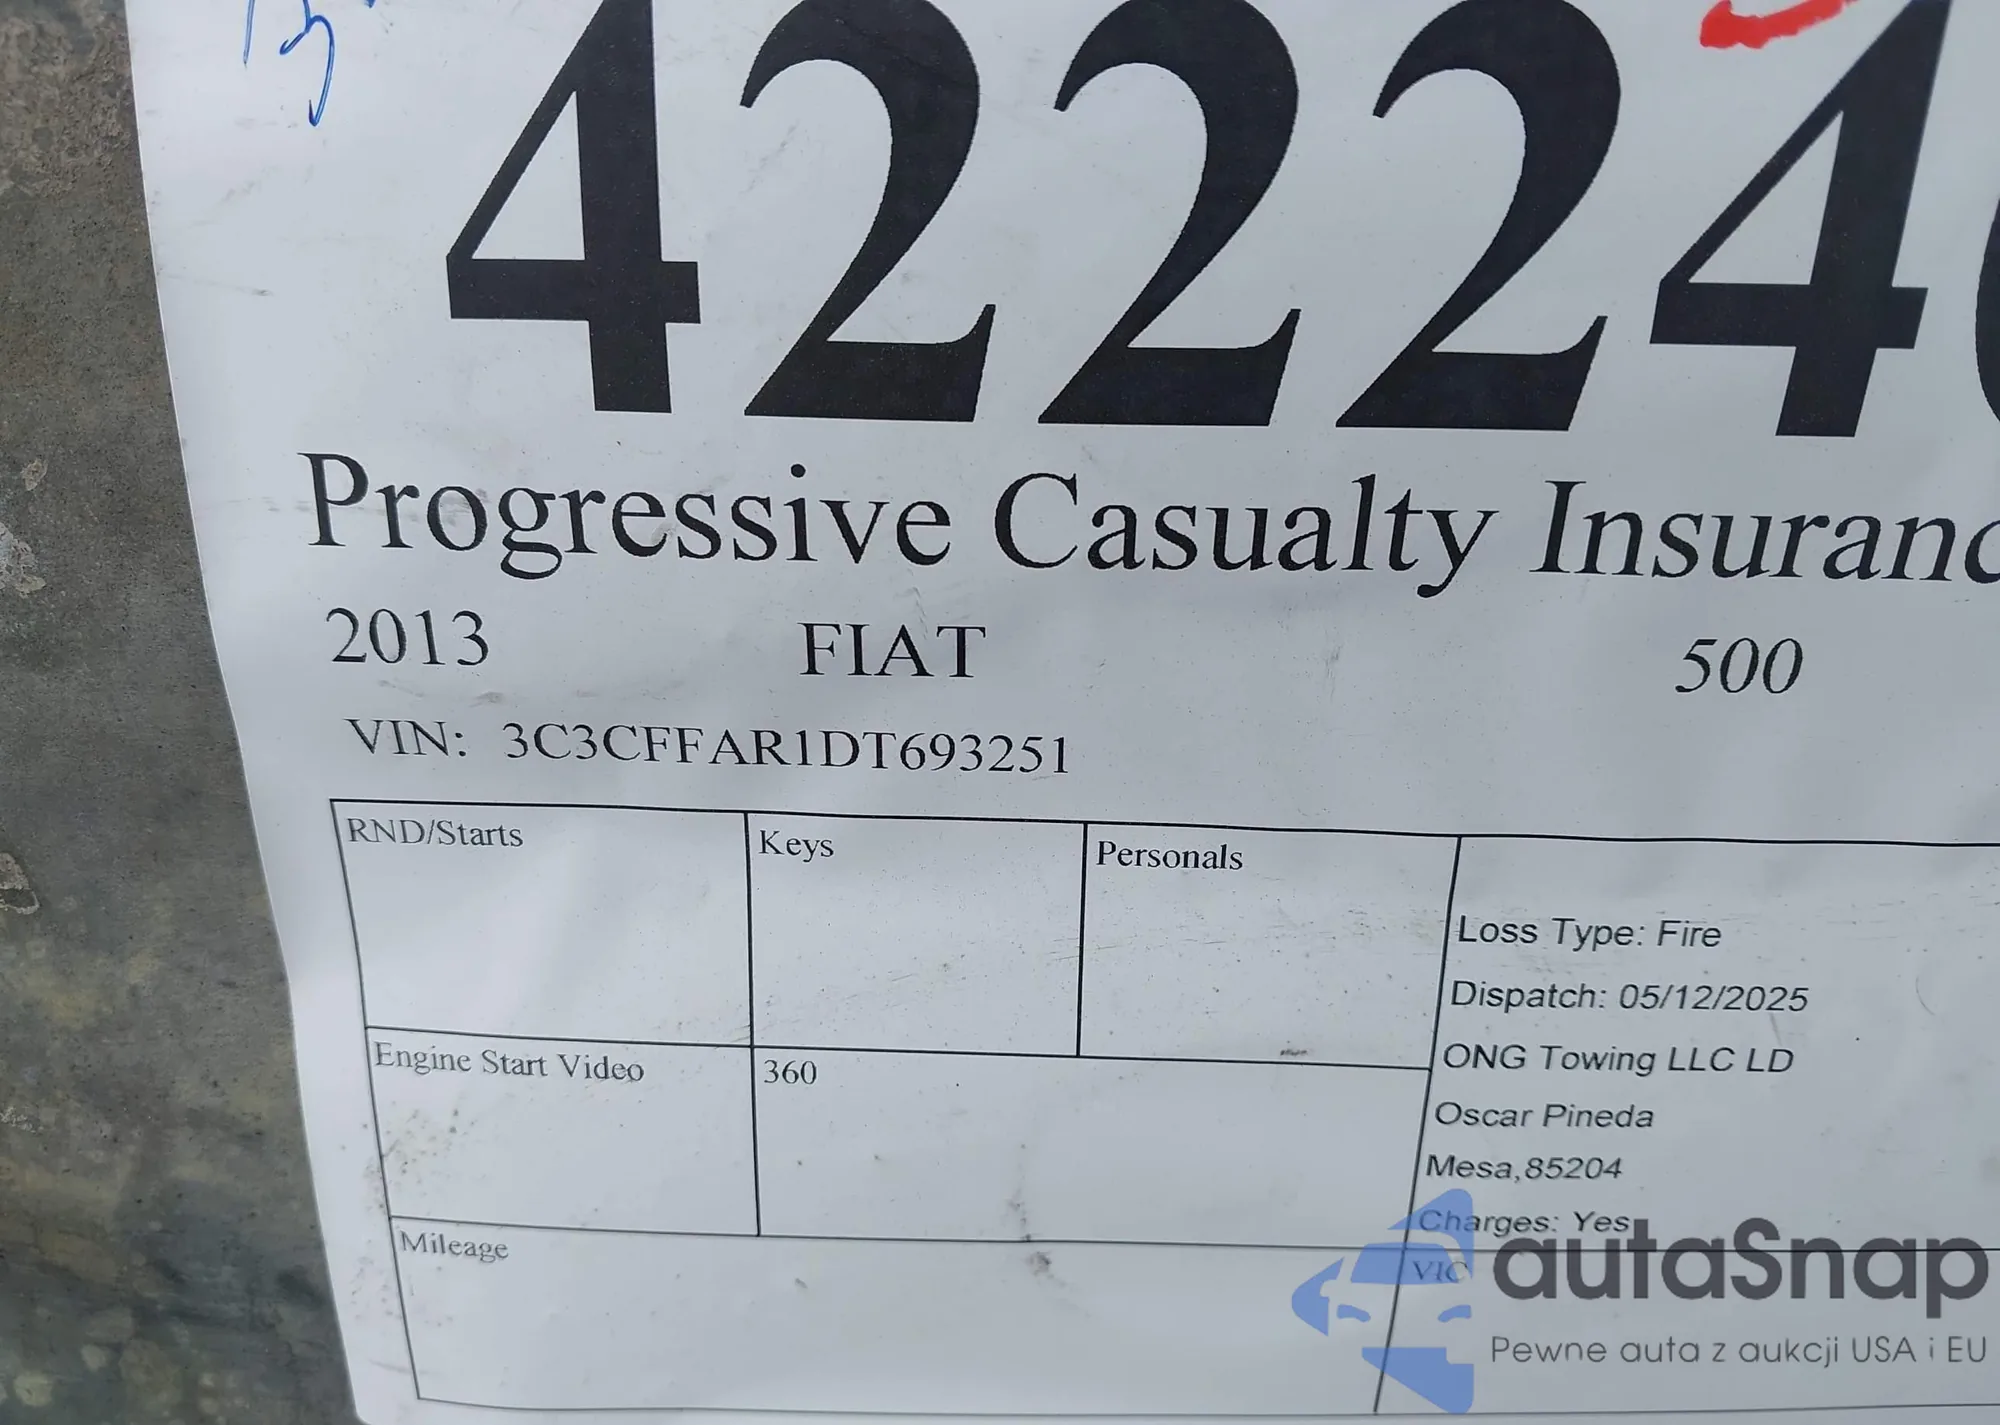 42224
Progressive Casualty Insuranc
2013 FIAT 500
VIN: 3C3CFFAR1DT693251
RND/Starts Keys Personals
Loss Type: Fire
Dispatch: 05/12/2025
ONG Towing LLC LD
Engine Start Video 360
Oscar Pineda
Mesa,85204
Charges: Yes
Mileage VIC
autaSnap
Pewne auta z aukcji USA i EU